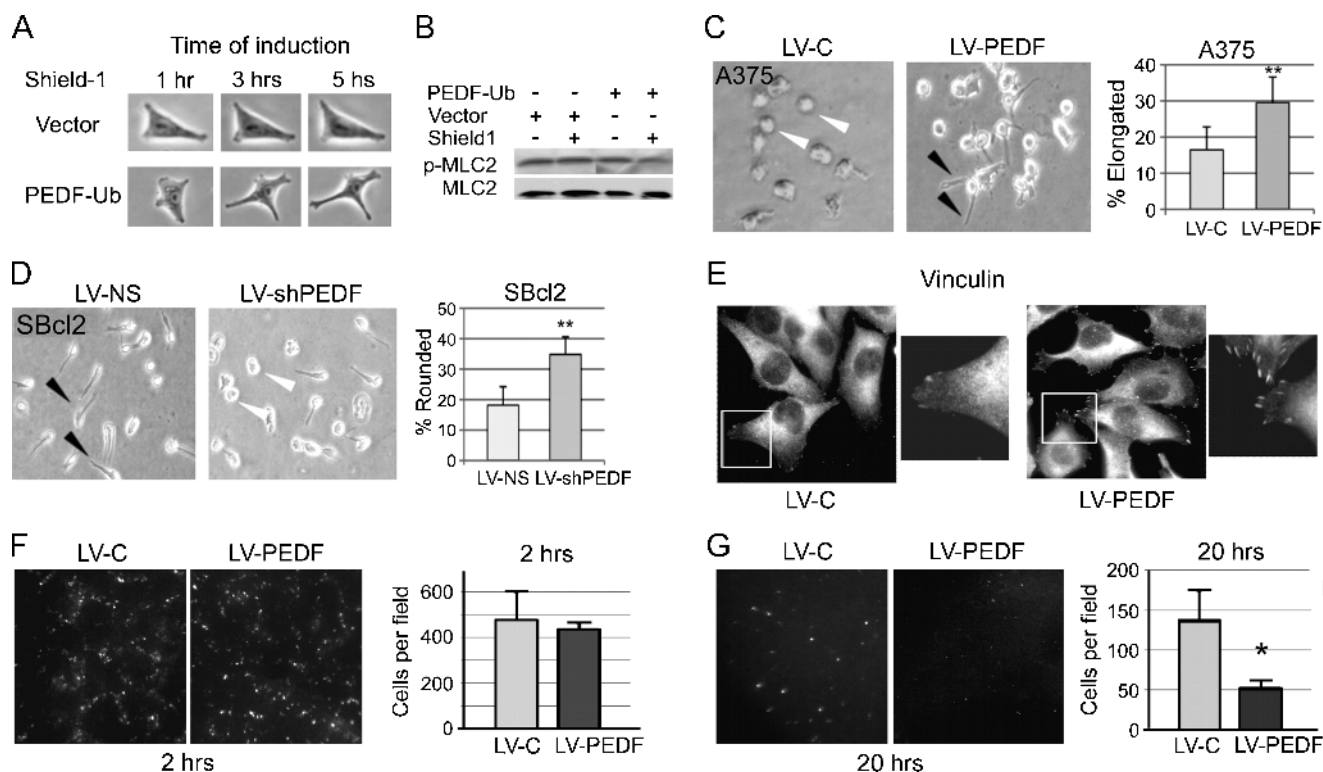 A
Time of induction
Shield-1 1 hr 3 hrs 5 hs
Vector
PEDF-Ub
B
PEDF-Ub - - + +
Vector + + - -
Shield1 - + - +
p-MLC2
MLC2
C
LV-C LV-PEDF A375
A375
**
% Elongated
40
30
20
10
0
LV-C LV-PEDF
D
LV-NS LV-shPEDF SBcl2
SBcl2
**
% Rounded
50
40
30
20
10
0
LV-NS LV-shPEDF
E
Vinculin
LV-C LV-PEDF
F
LV-C LV-PEDF 2 hrs
Cells per field
600
400
200
0
LV-C LV-PEDF
2 hrs
G
LV-C LV-PEDF 20 hrs
Cells per field
200
150
100
50
0
*
LV-C LV-PEDF
20 hrs